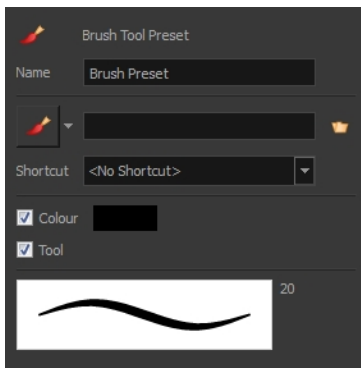 Brush Tool Preset
Name Brush Preset
Shortcut <No Shortcut>
Colour
Tool
20